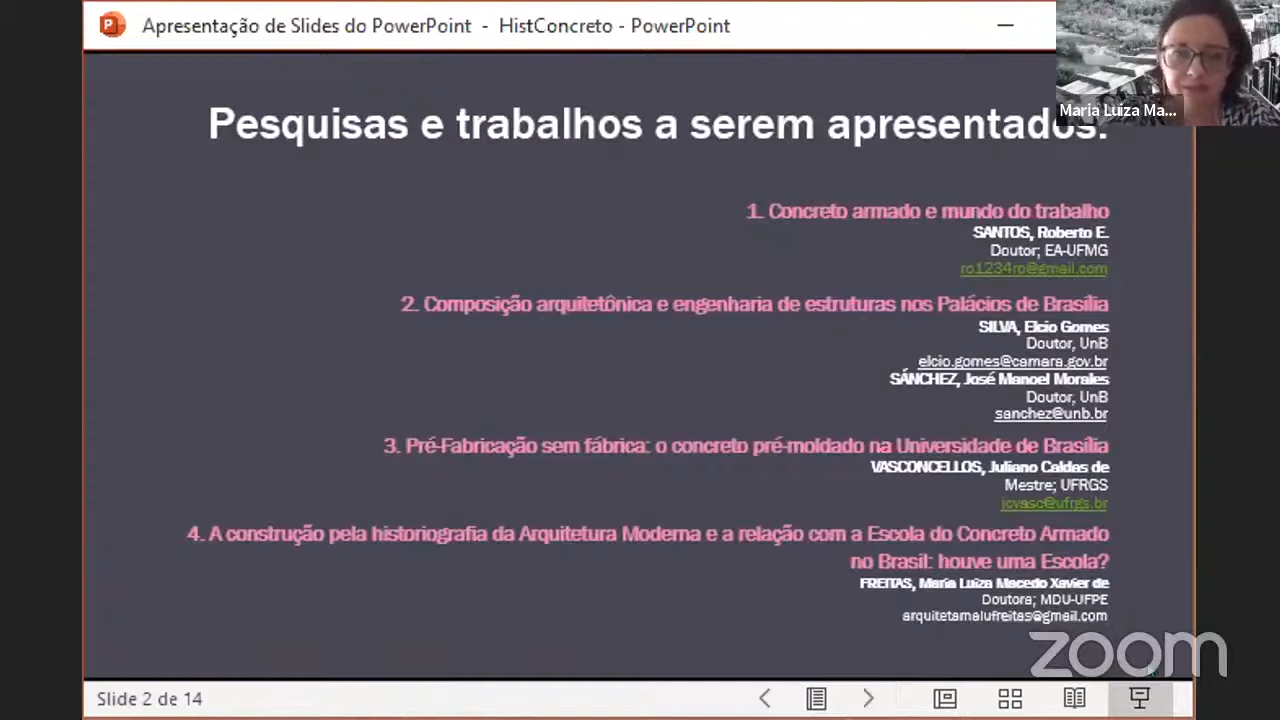 Apresentação de Slides do PowerPoint - HistConcreto - PowerPoint
Maria Luiza Ma...
Pesquisas e trabalhos a serem apresentados:
1. Concreto armado e mundo do trabalho
SANTOS, Roberto E.
Doutor; EA-UFMG
ro1234ro@gmail.com
2. Composição arquitetônica e engenharia de estruturas nos Palácios de Brasília
SILVA, Elcio Gomes
Doutor, UnB
elcio.gomes@camara.gov.br
SÁNCHEZ, José Manoel Morales
Doutor, UnB
sanchez@unb.br
3. Pré-Fabricação sem fábrica: o concreto pré-moldado na Universidade de Brasília
VASCONCELLOS, Juliano Caldas de
Mestre; UFRGS
jcvasc@ufrgs.br
4. A construção pela historiografia da Arquitetura Moderna e a relação com a Escola do Concreto Armado
no Brasil: houve uma Escola?
FREITAS, Maria Luiza Macedo Xavier de
Doutora; MDU-UFPE
arquitetamalufreitas@gmail.com
zoom
Slide 2 de 14